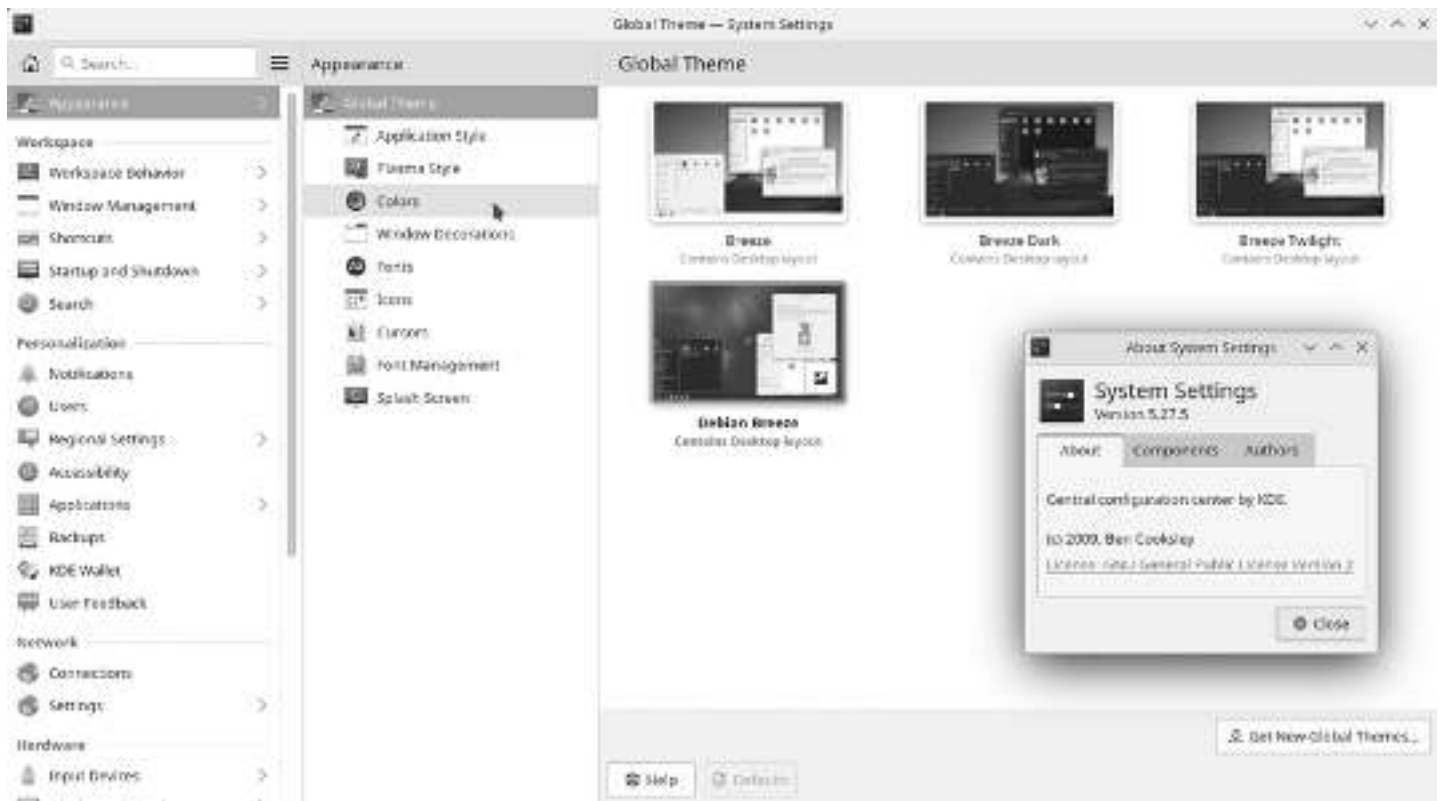 Global Theme — System Settings
Search...
Appearance
Global Theme
Appearance
Workspace
Workspace Behavior
Window Management
Shortcuts
Startup and Shutdown
Search
Personalization
Notifications
Users
Regional Settings
Accessibility
Applications
Backups
KDE Wallet
User Feedback
Network
Connections
Settings
Hardware
Input Devices
Global Theme
Application Style
Plasma Style
Colors
Window Decorations
Fonts
Icons
Cursors
Font Management
Splash Screen
Breeze
Contains Desktop layout
Breeze Dark
Contains Desktop layout
Breeze Twilight
Contains Desktop layout
Debian Breeze
Contains Desktop layout
About System Settings
System Settings
Version 5.27.5
About Components Authors
Central configuration center by KDE.
(c) 2009, Ben Cooksley
License: GNU General Public License Version 2
Close
Get New Global Themes...
Help Defaults